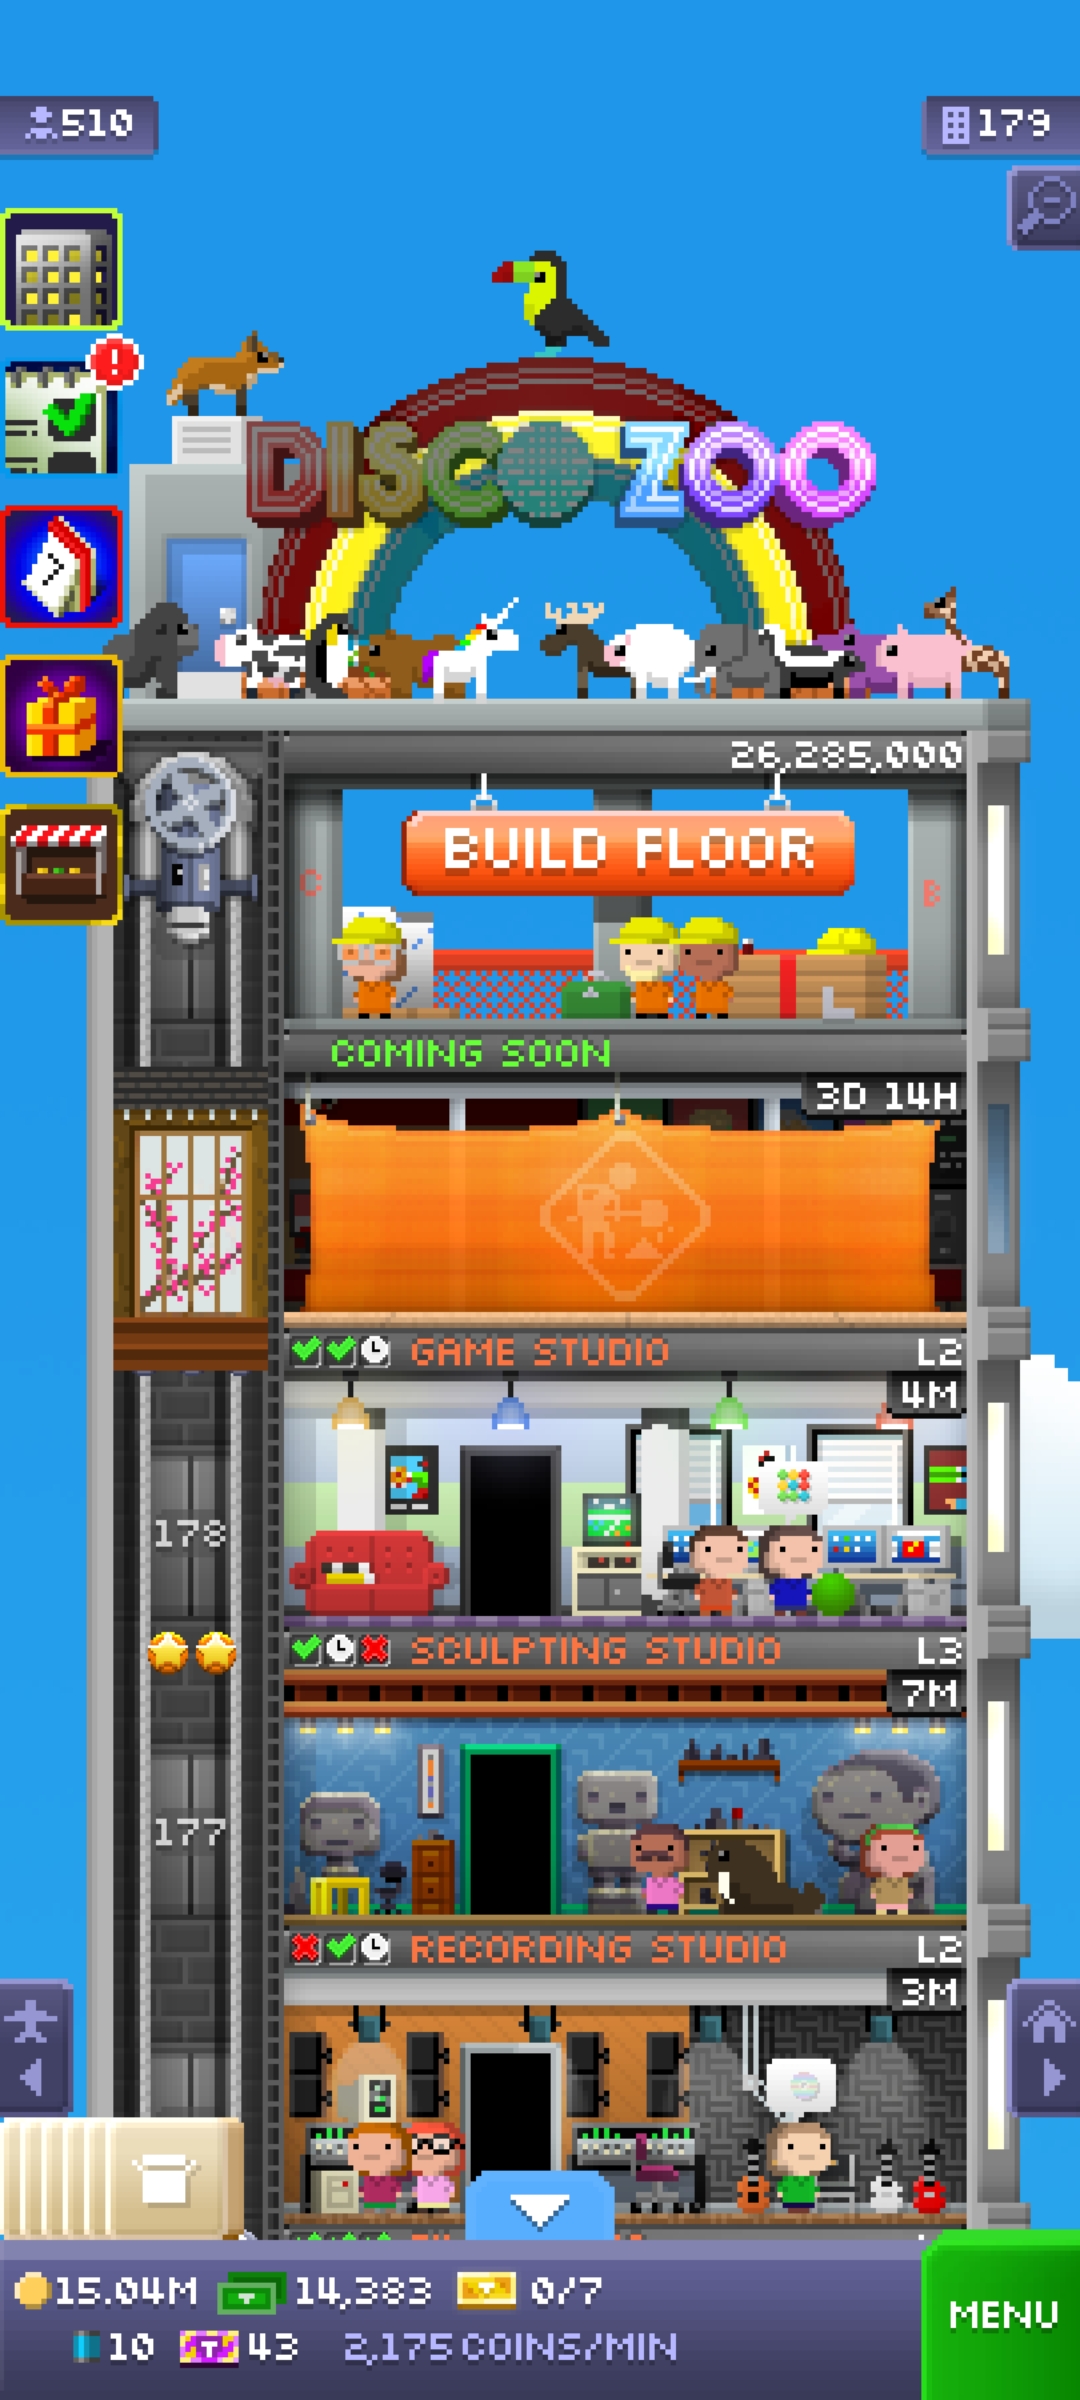 510
179
7
DISCO ZOO
26,285,000
BUILD FLOOR
C
B
COMING SOON
3D 14H
GAME STUDIO
L2
4M
178
SCULPTING STUDIO
L3
7M
177
RECORDING STUDIO
L2
3M
15.04M
14,383
0/7
MENU
10
43
2,175 COINS/MIN